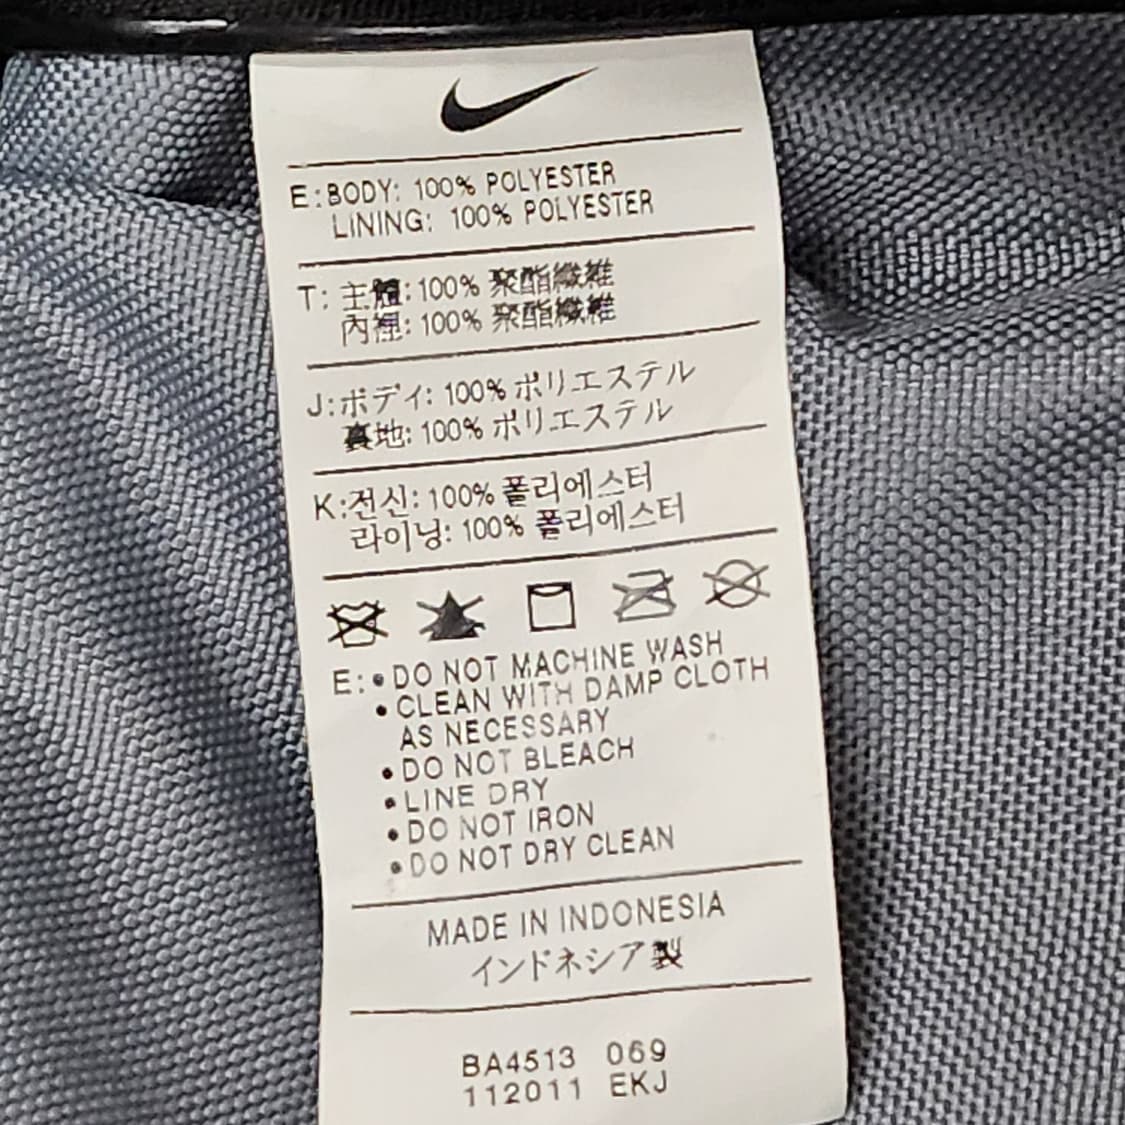 E: BODY: 100% POLYESTER
LINING: 100% POLYESTER
T: 主體: 100% 聚酯纖維
內裡: 100% 聚酯纖維
J: ボディ: 100% ポリエステル
裏地: 100% ポリエステル
K: 전신: 100% 폴리에스터
라이닝: 100% 폴리에스터
E: • DO NOT MACHINE WASH
• CLEAN WITH DAMP CLOTH
AS NECESSARY
• DO NOT BLEACH
• LINE DRY
• DO NOT IRON
• DO NOT DRY CLEAN
MADE IN INDONESIA
インドネシア製
BA4513 069
112011 EKJ